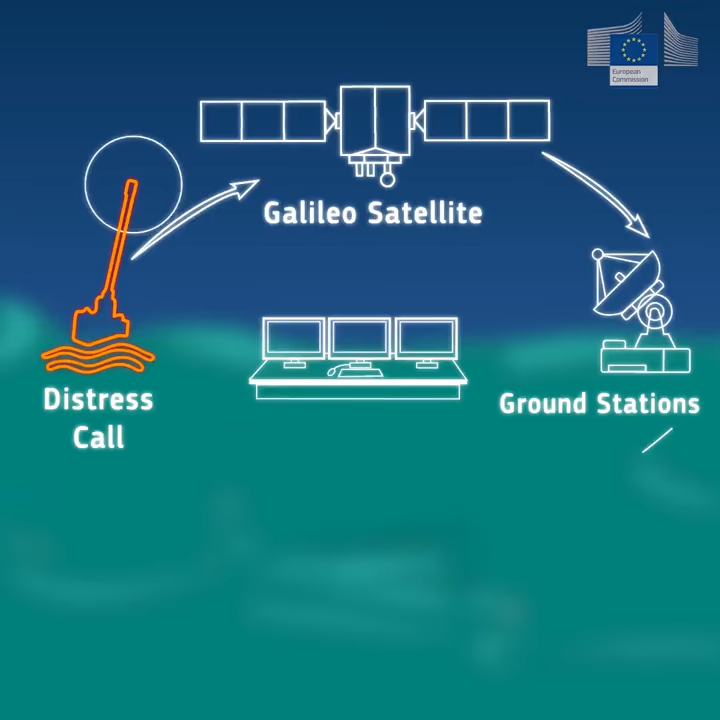 European
Commission
Galileo Satellite
Distress
Call
Ground Stations